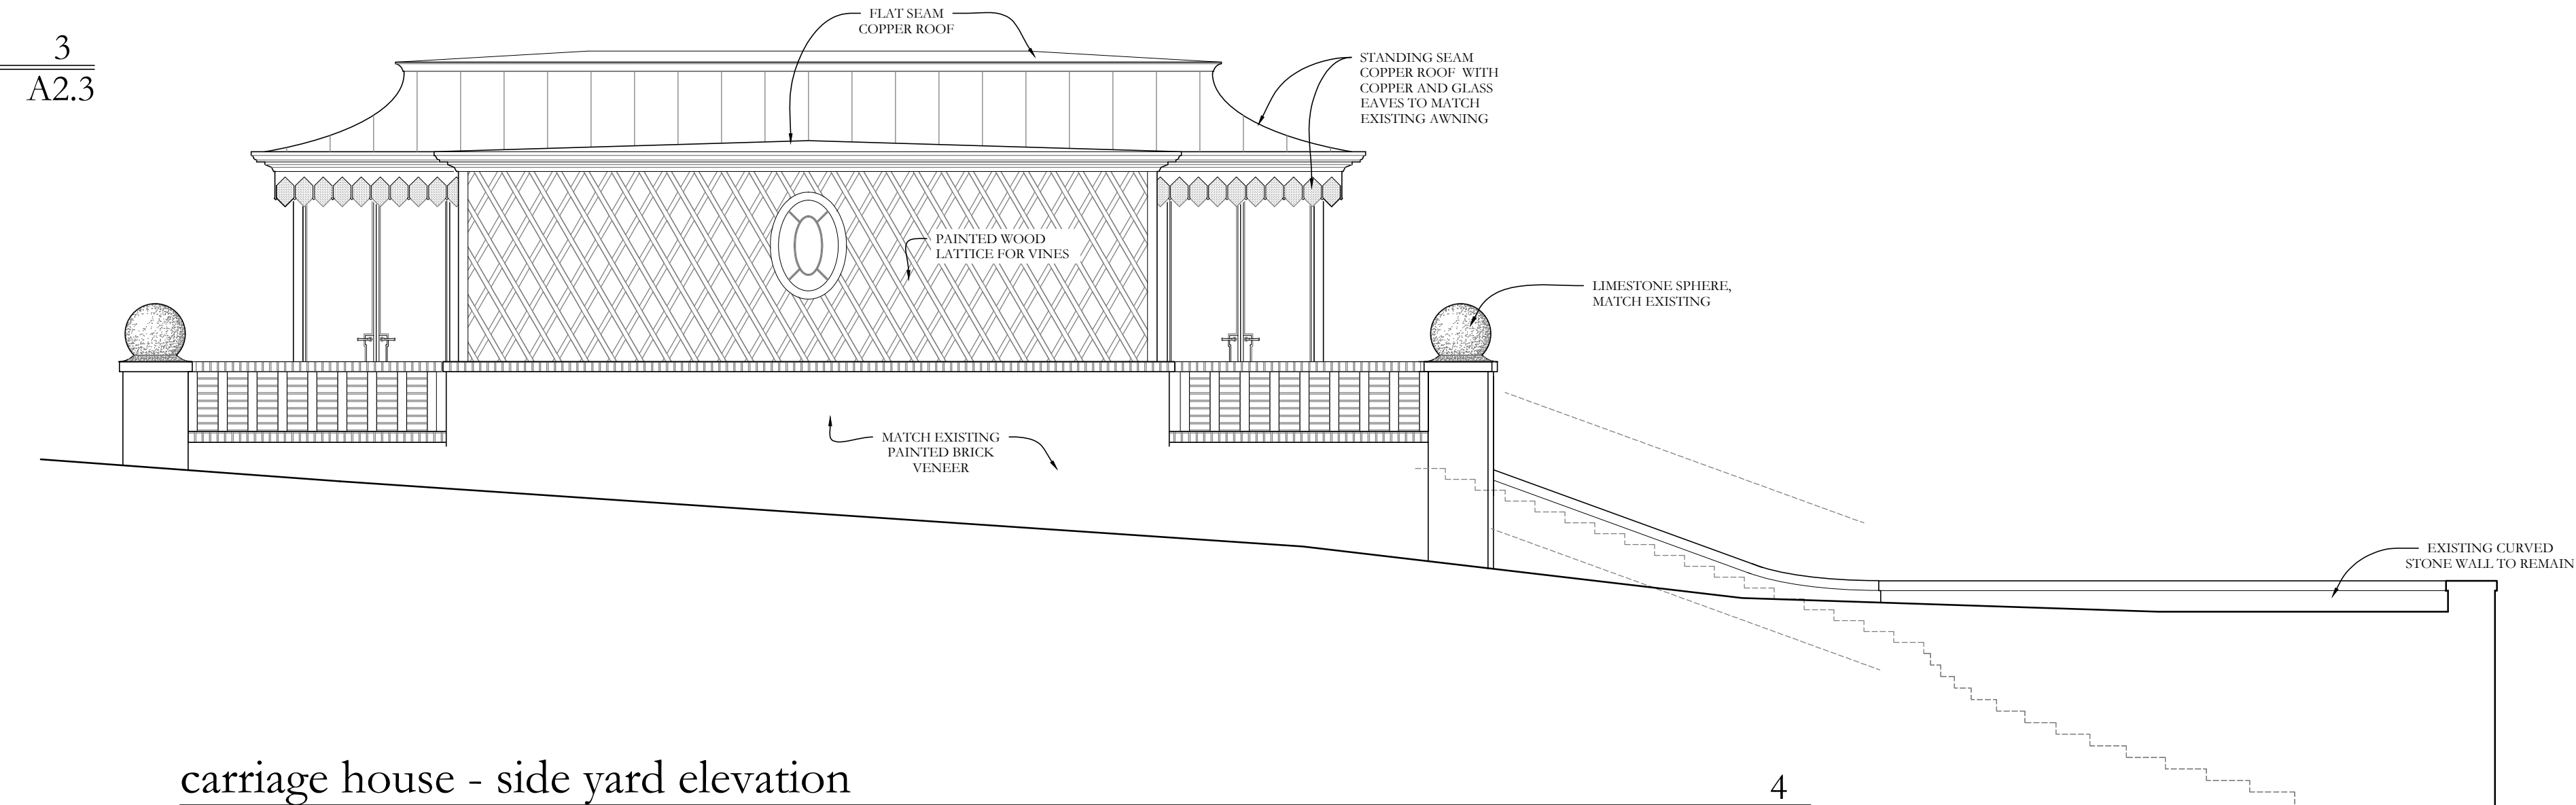 3
A2.3
FLAT SEAM
COPPER ROOF
STANDING SEAM
COPPER ROOF WITH
COPPER AND GLASS
EAVES TO MATCH
EXISTING AWNING
PAINTED WOOD
LATTICE FOR VINES
LIMESTONE SPHERE,
MATCH EXISTING
MATCH EXISTING
PAINTED BRICK
VENEER
EXISTING CURVED
STONE WALL TO REMAIN
carriage house - side yard elevation
4